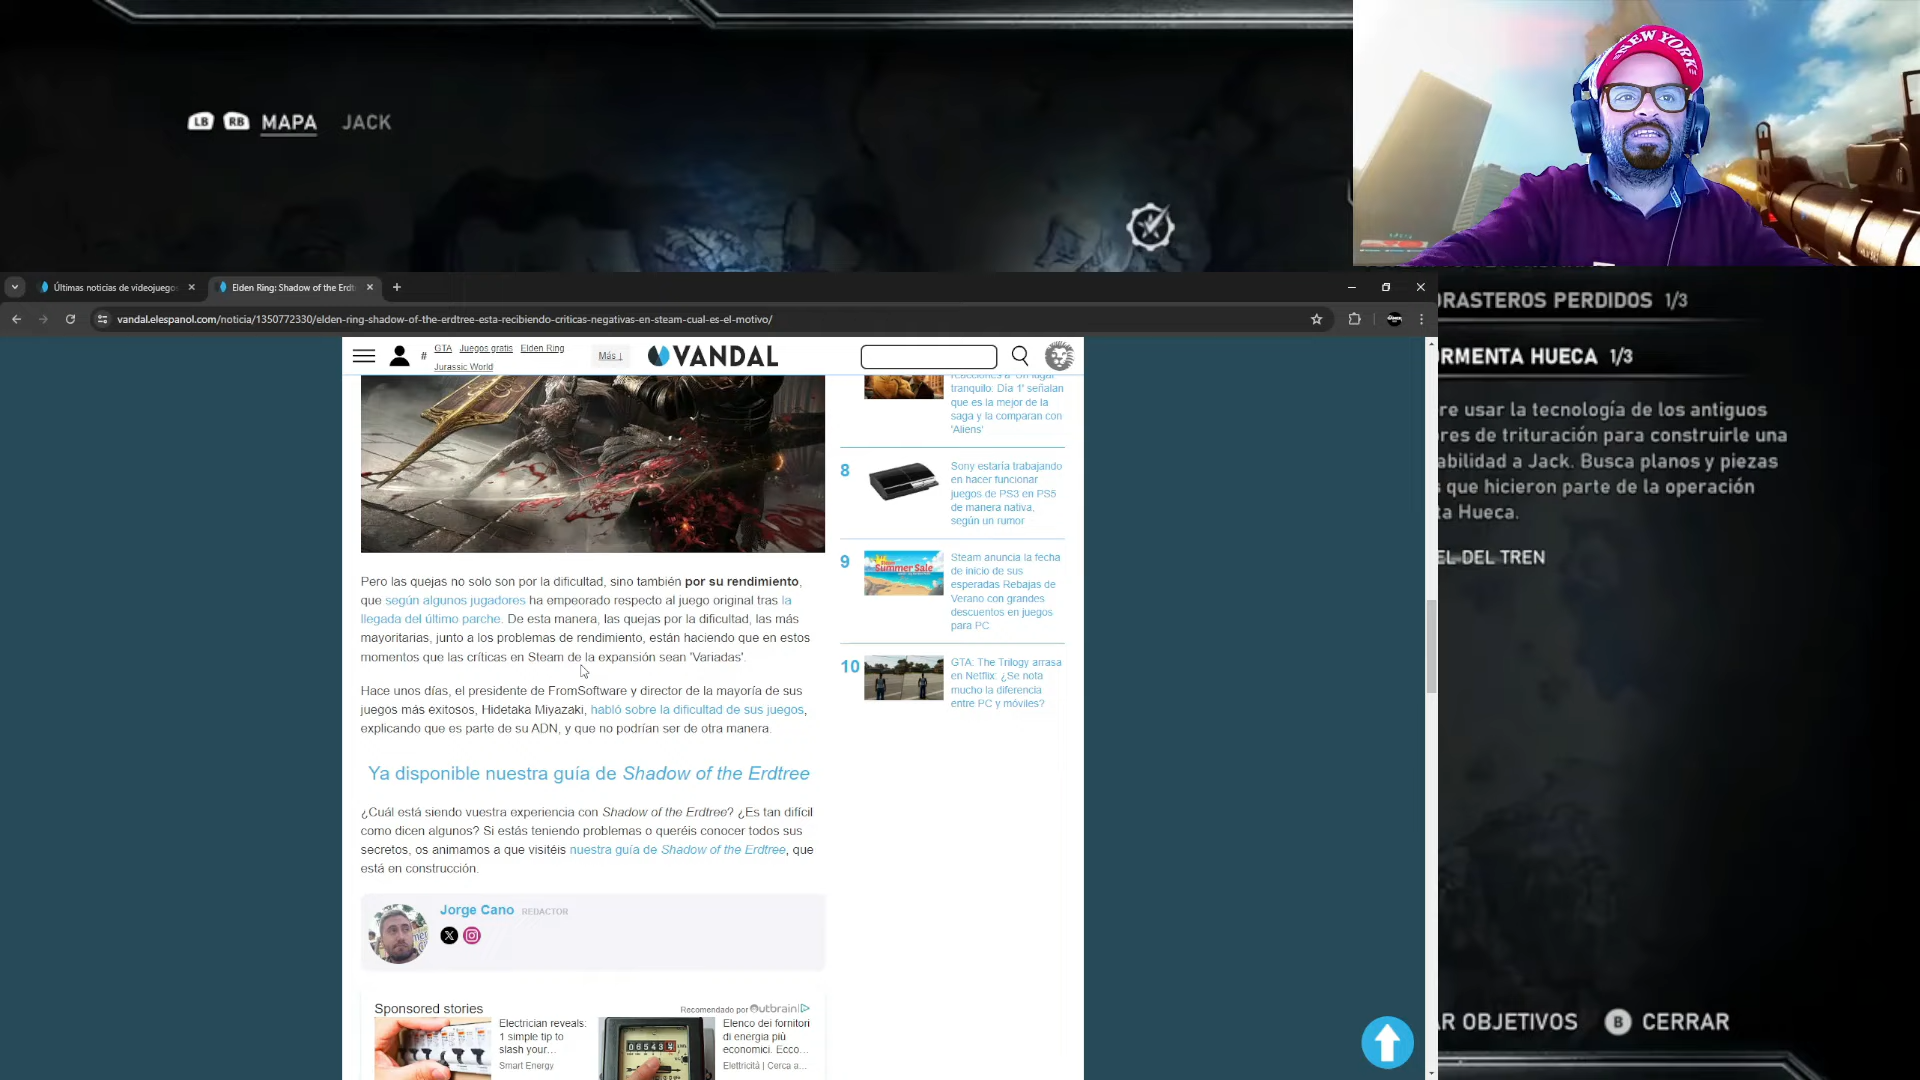 LB RB MAPA JACK
NEW YORK
Últimas noticias de videojuego
Elden Ring: Shadow of the Erdt
vandal.elespanol.com/noticia/1350772330/elden-ring-shadow-of-the-erdtree-esta-recibiendo-criticas-negativas-en-steam-cual-es-el-motivo/
# GTA Juegos gratis Elden Ring
Jurassic World
Más ↓
VANDAL
Pero las quejas no solo son por la dificultad, sino también por su rendimiento,
que según algunos jugadores ha empeorado respecto al juego original tras la
llegada del último parche. De esta manera, las quejas por la dificultad, las más
mayoritarias, junto a los problemas de rendimiento, están haciendo que en estos
momentos que las críticas en Steam de la expansión sean 'Variadas'.
Hace unos días, el presidente de FromSoftware y director de la mayoría de sus
juegos más exitosos, Hidetaka Miyazaki, habló sobre la dificultad de sus juegos,
explicando que es parte de su ADN, y que no podrían ser de otra manera.
Ya disponible nuestra guía de Shadow of the Erdtree
¿Cuál está siendo vuestra experiencia con Shadow of the Erdtree? ¿Es tan difícil
como dicen algunos? Si estás teniendo problemas o queréis conocer todos sus
secretos, os animamos a que visitéis nuestra guía de Shadow of the Erdtree, que
está en construcción.
Jorge Cano REDACTOR
Sponsored stories
Recomendado por Outbrain
Electrician reveals:
1 simple tip to
slash your...
Smart Energy
Elenco dei fornitori
di energia più
economici. Ecco...
Elettricità | Cerca a...
reacciones a 'Un lugar
tranquilo: Día 1' señalan
que es la mejor de la
saga y la comparan con
'Aliens'
8
Sony estaría trabajando
en hacer funcionar
juegos de PS3 en PS5
de manera nativa,
según un rumor
9
Summer Sale
Steam anuncia la fecha
de inicio de sus
esperadas Rebajas de
Verano con grandes
descuentos en juegos
para PC
10
GTA: The Trilogy arrasa
en Netflix: ¿Se nota
mucho la diferencia
entre PC y móviles?
ORASTEROS PERDIDOS 1/3
RMENTA HUECA 1/3
re usar la tecnología de los antiguos
res de trituración para construirle una
abilidad a Jack. Busca planos y piezas
que hicieron parte de la operación
ta Hueca.
EL DEL TREN
AR OBJETIVOS B CERRAR